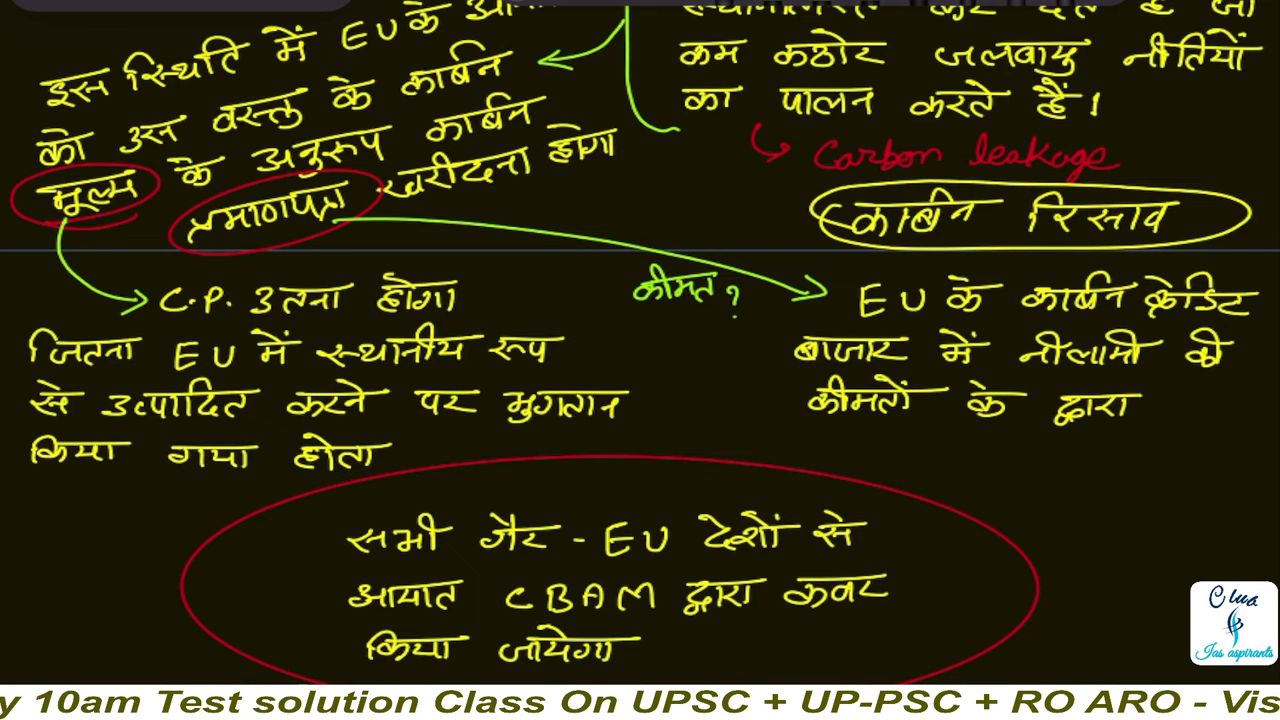 इस स्थिति में EU के
को उस वस्तु के कार्बन
मूल्य के अनुरूप कार्बन
प्रमाणपत्र खरीदना होगा
कम कठोर जलवायु नीतियों
का पालन करते हैं।
Carbon leakage
कार्बन रिसाव
C.P. उतना होगा
जितना EU में स्थानीय रूप
से उत्पादित करने पर भुगतान
किया गया होता
कीमत?
EU के कार्बन क्रेडिट
बाजार में नीलामी की
कीमतों के द्वारा
सभी गैर - EU देशों से
आयात CBAM द्वारा कवर
किया जायेगा
Clue
Ias aspirants
y 10am Test solution Class On UPSC + UP-PSC + RO ARO - Vis